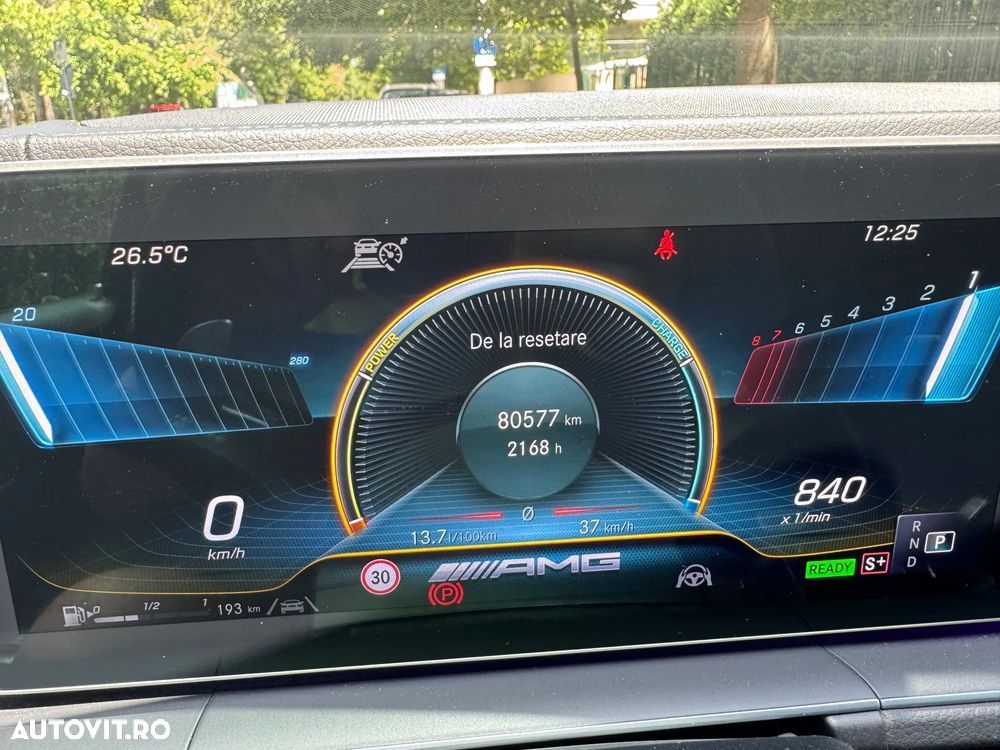 26.5°C
12:25
20
280
POWER
CHARGE
De la resetare
80577 km
2168 h
8 7 6 5 4 3 2 1
0
km/h
840
x1/min
Ø
13.7 l/100km
37 km/h
30
AMG
P
READY
S+
R
N P
D
0 1/2 1 193 km
AUTOVIT.RO